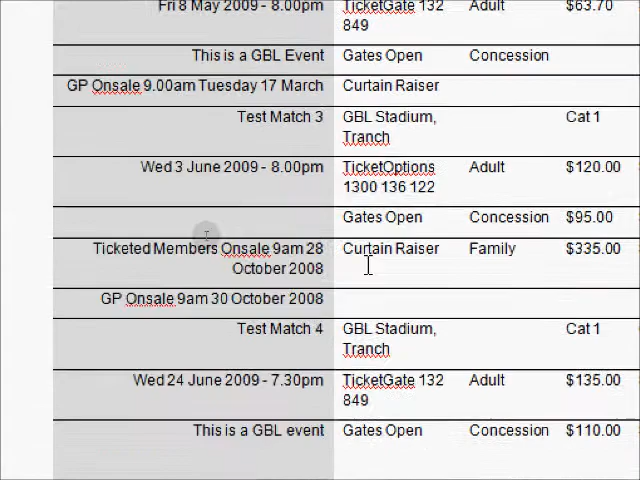 Fri 8 May 2009 - 8.00pm TicketGate 132 Adult $63.70
849
This is a GBL Event Gates Open Concession
GP Onsale 9.00am Tuesday 17 March Curtain Raiser
Test Match 3 GBL Stadium, Cat 1
Tranch
Wed 3 June 2009 - 8.00pm TicketOptions Adult $120.00
1300 136 122
Gates Open Concession $95.00
Ticketed Members Onsale 9am 28 Curtain Raiser Family $335.00
October 2008
GP Onsale 9am 30 October 2008
Test Match 4 GBL Stadium, Cat 1
Tranch
Wed 24 June 2009 - 7.30pm TicketGate 132 Adult $135.00
849
This is a GBL event Gates Open Concession $110.00